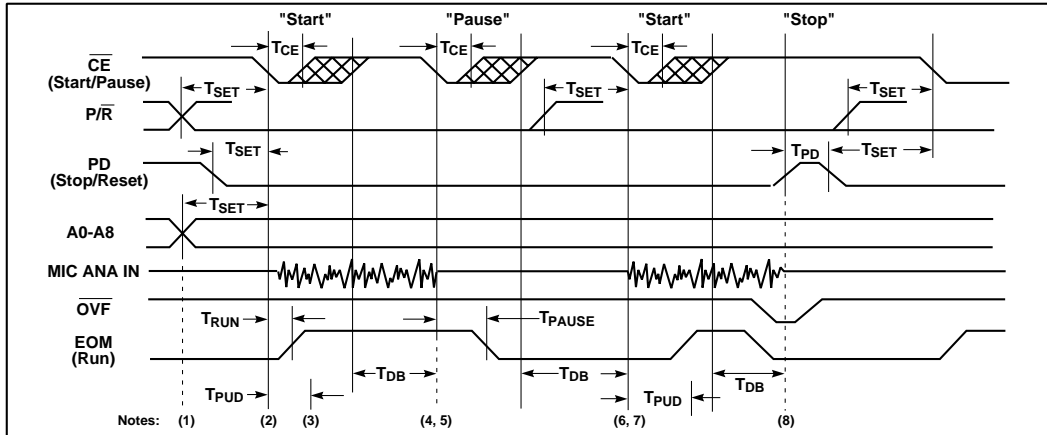 "Start" "Pause" "Start" "Stop"
TCE TCE TCE
CE
(Start/Pause)
TSET TSET TSET
P/R
TSET TPD TSET
PD
(Stop/Reset)
TSET
A0-A8
MIC ANA IN
OVF
TRUN TPAUSE
EOM
(Run)
TDB TDB TDB
TPUD TPUD
Notes: (1) (2) (3) (4, 5) (6, 7) (8)